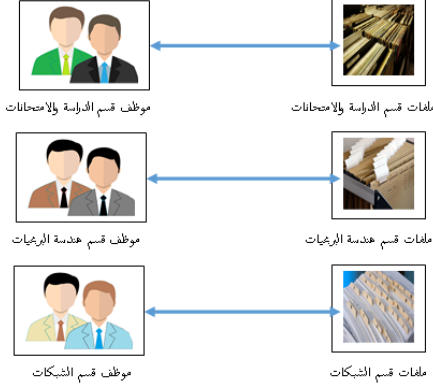 ملفات قسم الدراسة والامتحانات
موظف قسم الدراسة والامتحانات
ملفات قسم هندسة البرمجيات
موظف قسم هندسة البرمجيات
ملفات قسم الشبكات
موظف قسم الشبكات